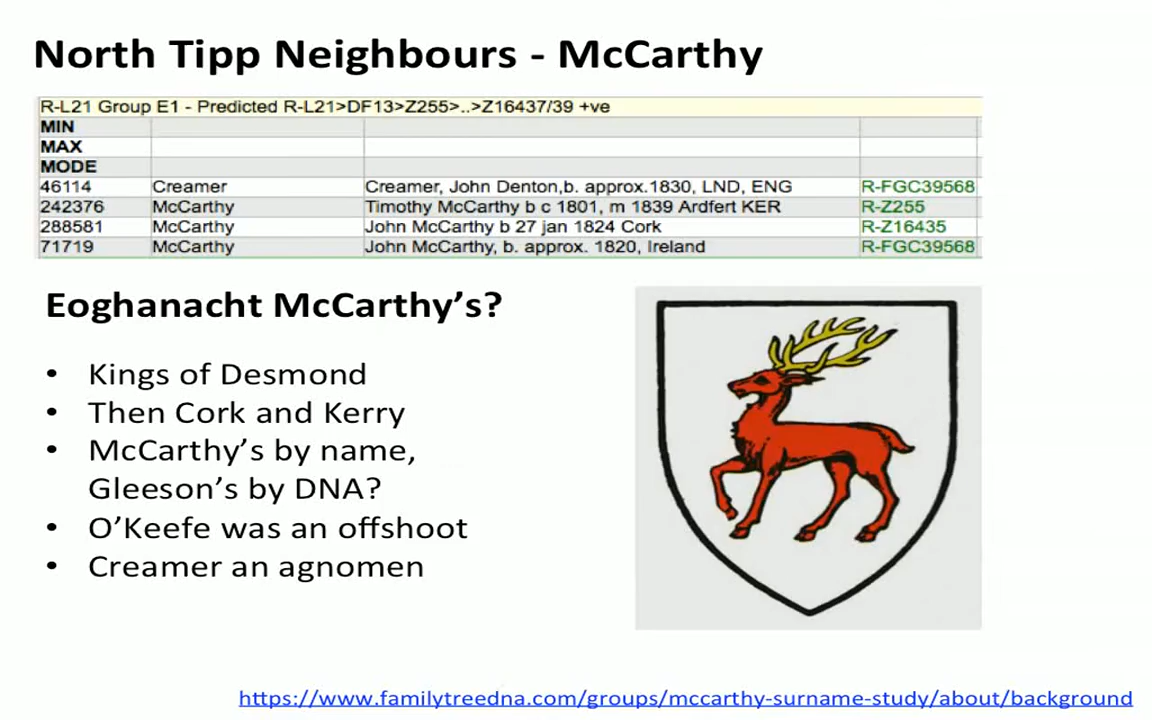 North Tipp Neighbours - McCarthy
R-L21 Group E1 - Predicted R-L21>DF13>Z255>..>Z16437/39 +ve
MIN
MAX
MODE
46114 Creamer Creamer, John Denton,b. approx.1830, LND, ENG R-FGC39568
242376 McCarthy Timothy McCarthy b c 1801, m 1839 Ardfert KER R-Z255
288581 McCarthy John McCarthy b 27 jan 1824 Cork R-Z16435
71719 McCarthy John McCarthy, b. approx. 1820, Ireland R-FGC39568
Eoghanacht McCarthy's?
• Kings of Desmond
• Then Cork and Kerry
• McCarthy's by name,
Gleeson's by DNA?
• O'Keefe was an offshoot
• Creamer an agnomen
https://www.familytreedna.com/groups/mccarthy-surname-study/about/background